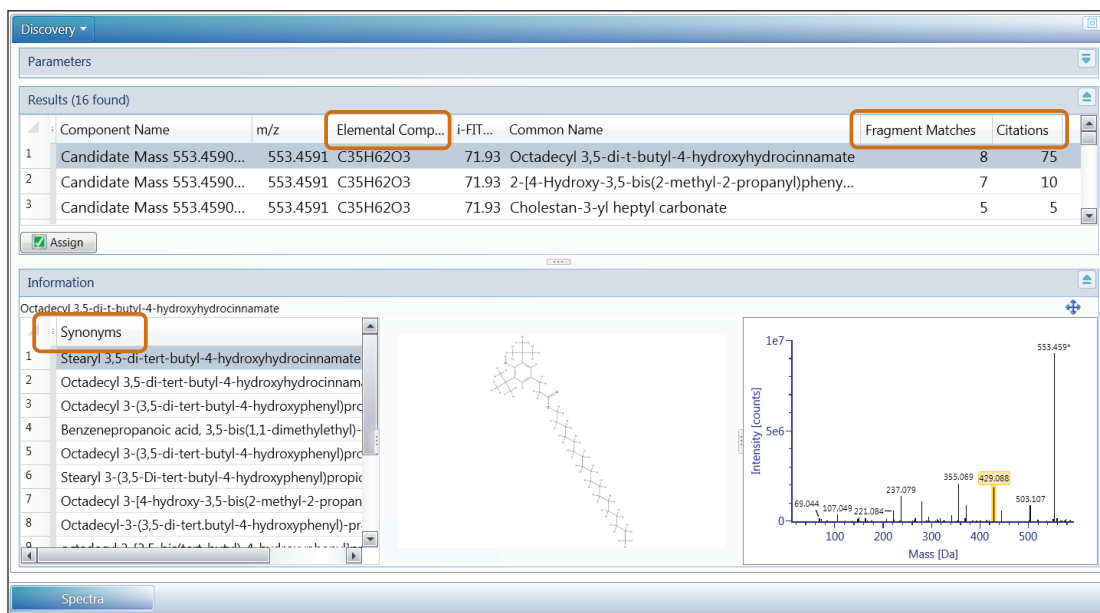 Discovery
Parameters
Results (16 found)
Component Name m/z Elemental Comp... i-FIT... Common Name Fragment Matches Citations
1 Candidate Mass 553.4590... 553.4591 C35H62O3 71.93 Octadecyl 3,5-di-t-butyl-4-hydroxyhydrocinnamate 8 75
2 Candidate Mass 553.4590... 553.4591 C35H62O3 71.93 2-[4-Hydroxy-3,5-bis(2-methyl-2-propanyl)pheny... 7 10
3 Candidate Mass 553.4590... 553.4591 C35H62O3 71.93 Cholestan-3-yl heptyl carbonate 5 5
Assign
Information
Octadecyl 3,5-di-t-butyl-4-hydroxyhydrocinnamate
Synonyms
1 Stearyl 3,5-di-tert-butyl-4-hydroxyhydrocinnamate
2 Octadecyl 3,5-di-tert-butyl-4-hydroxyhydrocinnam
3 Octadecyl 3-(3,5-di-tert-butyl-4-hydroxyphenyl)pro
4 Benzenepropanoic acid, 3,5-bis(1,1-dimethylethyl)-
5 Octadecyl 3-(3,5-di-tert-butyl-4-hydroxyphenyl)pro
6 Stearyl 3-(3,5-Di-tert-butyl-4-hydroxyphenyl)propio
7 Octadecyl 3-[4-hydroxy-3,5-bis(2-methyl-2-propan
8 Octadecyl-3-(3,5-di-tert.butyl-4-hydroxyphenyl)-pr
9
Intensity [counts]
1e7
5e6
0
553.459*
355.069
429.088
237.079
503.107
69.044
107.049
221.084
100 200 300 400 500
Mass [Da]
Spectra